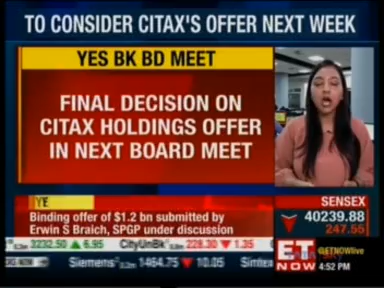 TO CONSIDER CITAX'S OFFER NEXT WEEK
YES BK BD MEET
FINAL DECISION ON
CITAX HOLDINGS OFFER
IN NEXT BOARD MEET
YE
Binding offer of $1.2 bn submitted by
Erwin S Braich, SPGP under discussion
SENSEX
40239.88
247.55
3232.50 ▲ 6.95 CityUnBk 228.30 ▼ 1.35
Siemens 1464.75 ▼ 10.05 Sintex
ET
NOW
@ETNOWlive
4:52 PM